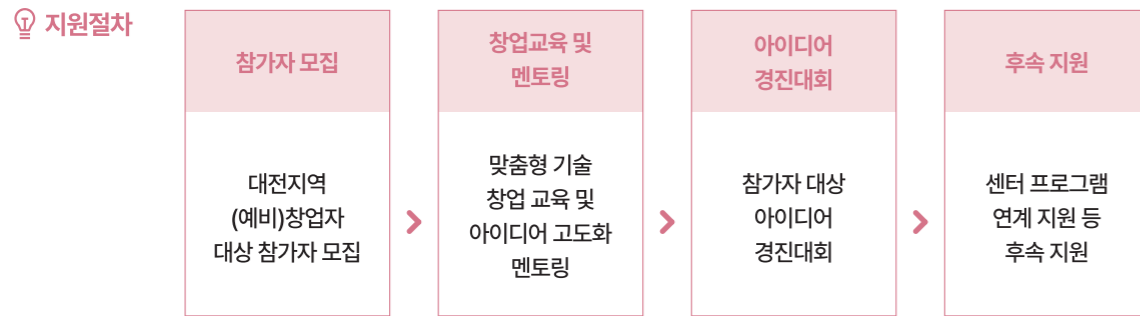 지원절차
참가자 모집
대전지역
(예비)창업자
대상 참가자 모집
창업교육 및
멘토링
맞춤형 기술
창업 교육 및
아이디어 고도화
멘토링
아이디어
경진대회
참가자 대상
아이디어
경진대회
후속 지원
센터 프로그램
연계 지원 등
후속 지원